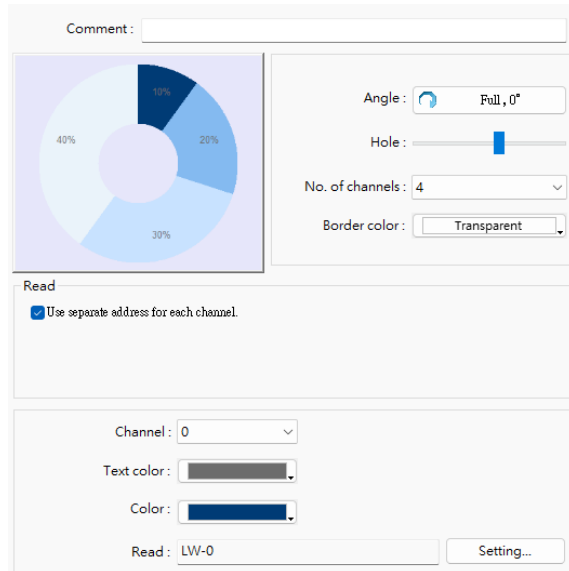 Comment :
10%
20%
30%
40%
Angle : Full, 0°
Hole :
No. of channels : 4
Border color : Transparent
Read
Use separate address for each channel.
Channel : 0
Text color :
Color :
Read : LW-0 Setting...